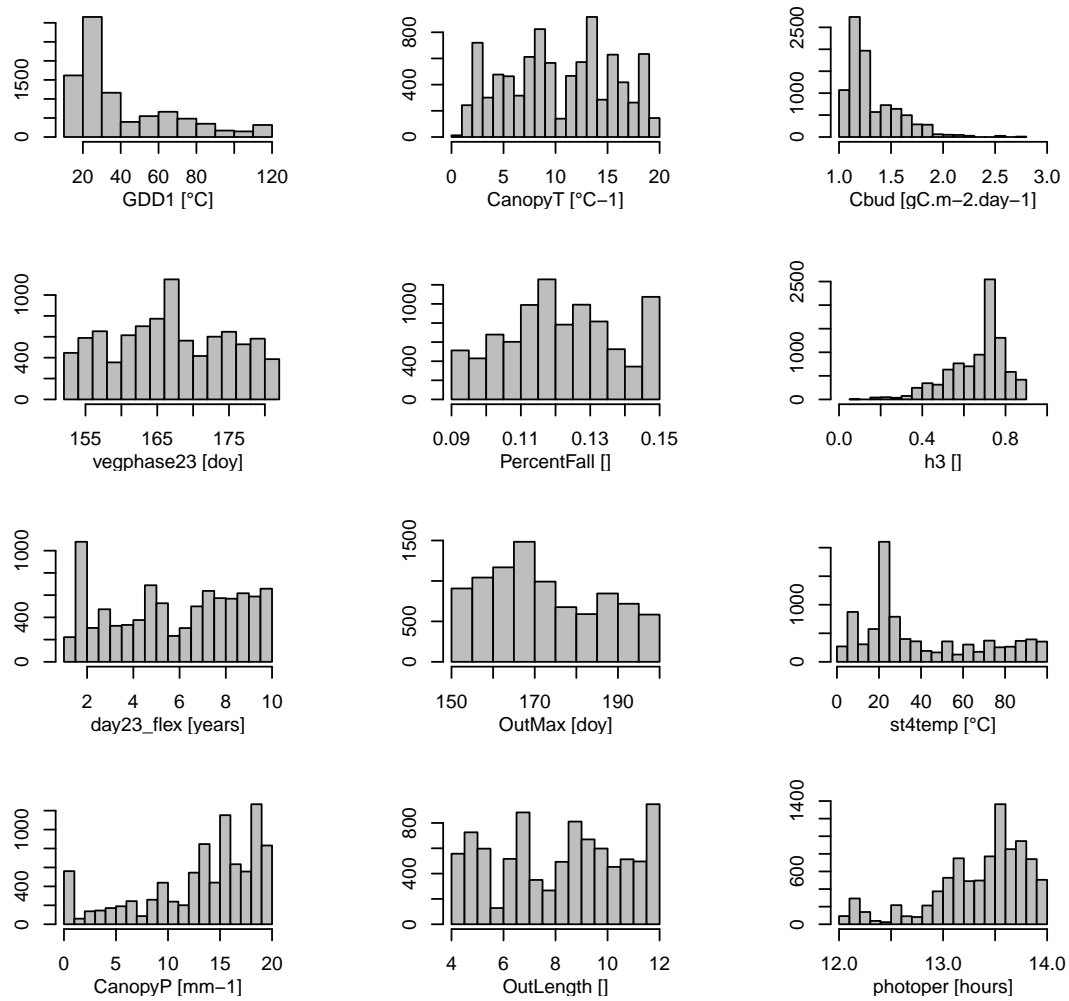 0 1500
20 40 60 80 120
GDD1 [°C]
0 400 800
0 5 10 15 20
CanopyT [°C−1]
0 1000 2500
1.0 1.5 2.0 2.5 3.0
Cbud [gC.m−2.day−1]
0 400 1000
155 165 175
vegphase23 [doy]
0 400 1000
0.09 0.11 0.13 0.15
PercentFall []
0 1000 2500
0.0 0.4 0.8
h3 []
0 400 1000
2 4 6 8 10
day23_flex [years]
0 500 1500
150 170 190
OutMax [doy]
0 1000
0 20 40 60 80
st4temp [°C]
0 400 1000
0 5 10 15 20
CanopyP [mm−1]
0 400 800
4 6 8 10 12
OutLength []
0 600 1400
12.0 13.0 14.0
photoper [hours]